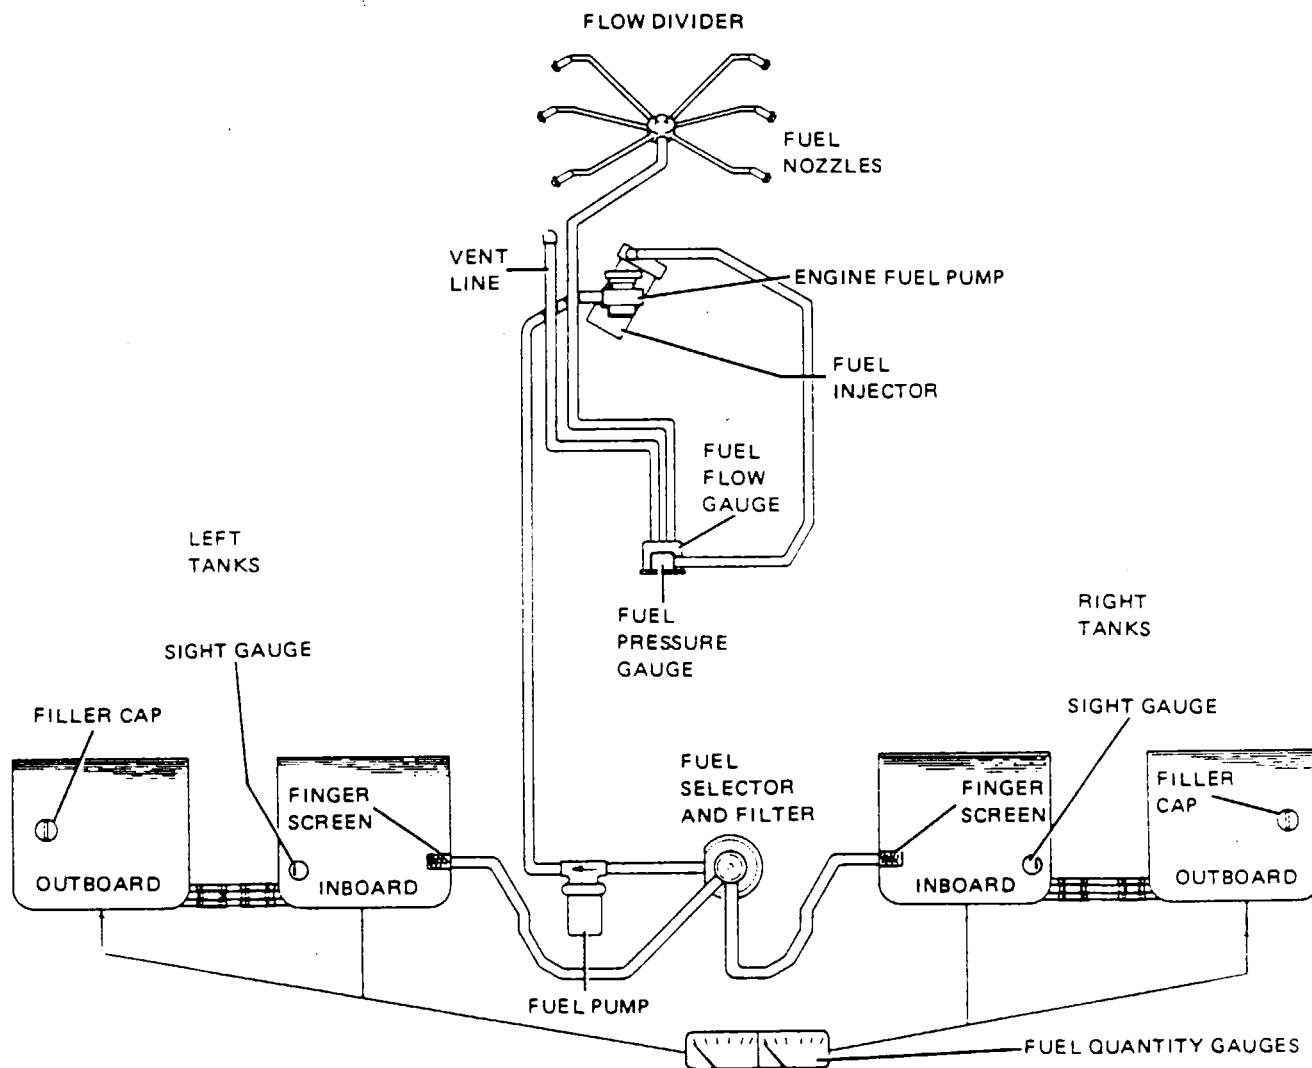 FLOW DIVIDER
FUEL
NOZZLES
VENT
LINE
ENGINE FUEL PUMP
FUEL
INJECTOR
FUEL
FLOW
GAUGE
LEFT
TANKS
FUEL
PRESSURE
GAUGE
RIGHT
TANKS
SIGHT GAUGE
SIGHT GAUGE
FILLER CAP
FUEL
SELECTOR
AND FILTER
FINGER
SCREEN
FINGER
SCREEN
FILLER
CAP
OUTBOARD
INBOARD
INBOARD
OUTBOARD
FUEL PUMP
FUEL QUANTITY GAUGES